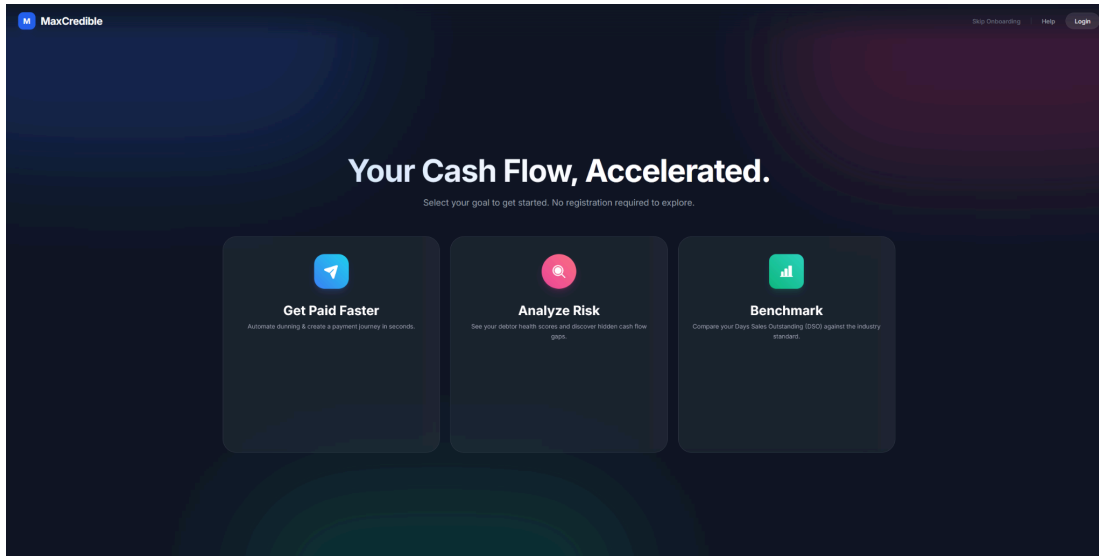 M MaxCredible
Skip Onboarding Help Login
Your Cash Flow, Accelerated.
Select your goal to get started. No registration required to explore.
Get Paid Faster
Automate dunning & create a payment journey in seconds.
Analyze Risk
See your debtor health scores and discover hidden cash flow
gaps.
Benchmark
Compare your Days Sales Outstanding (DSO) against the industry
standard.